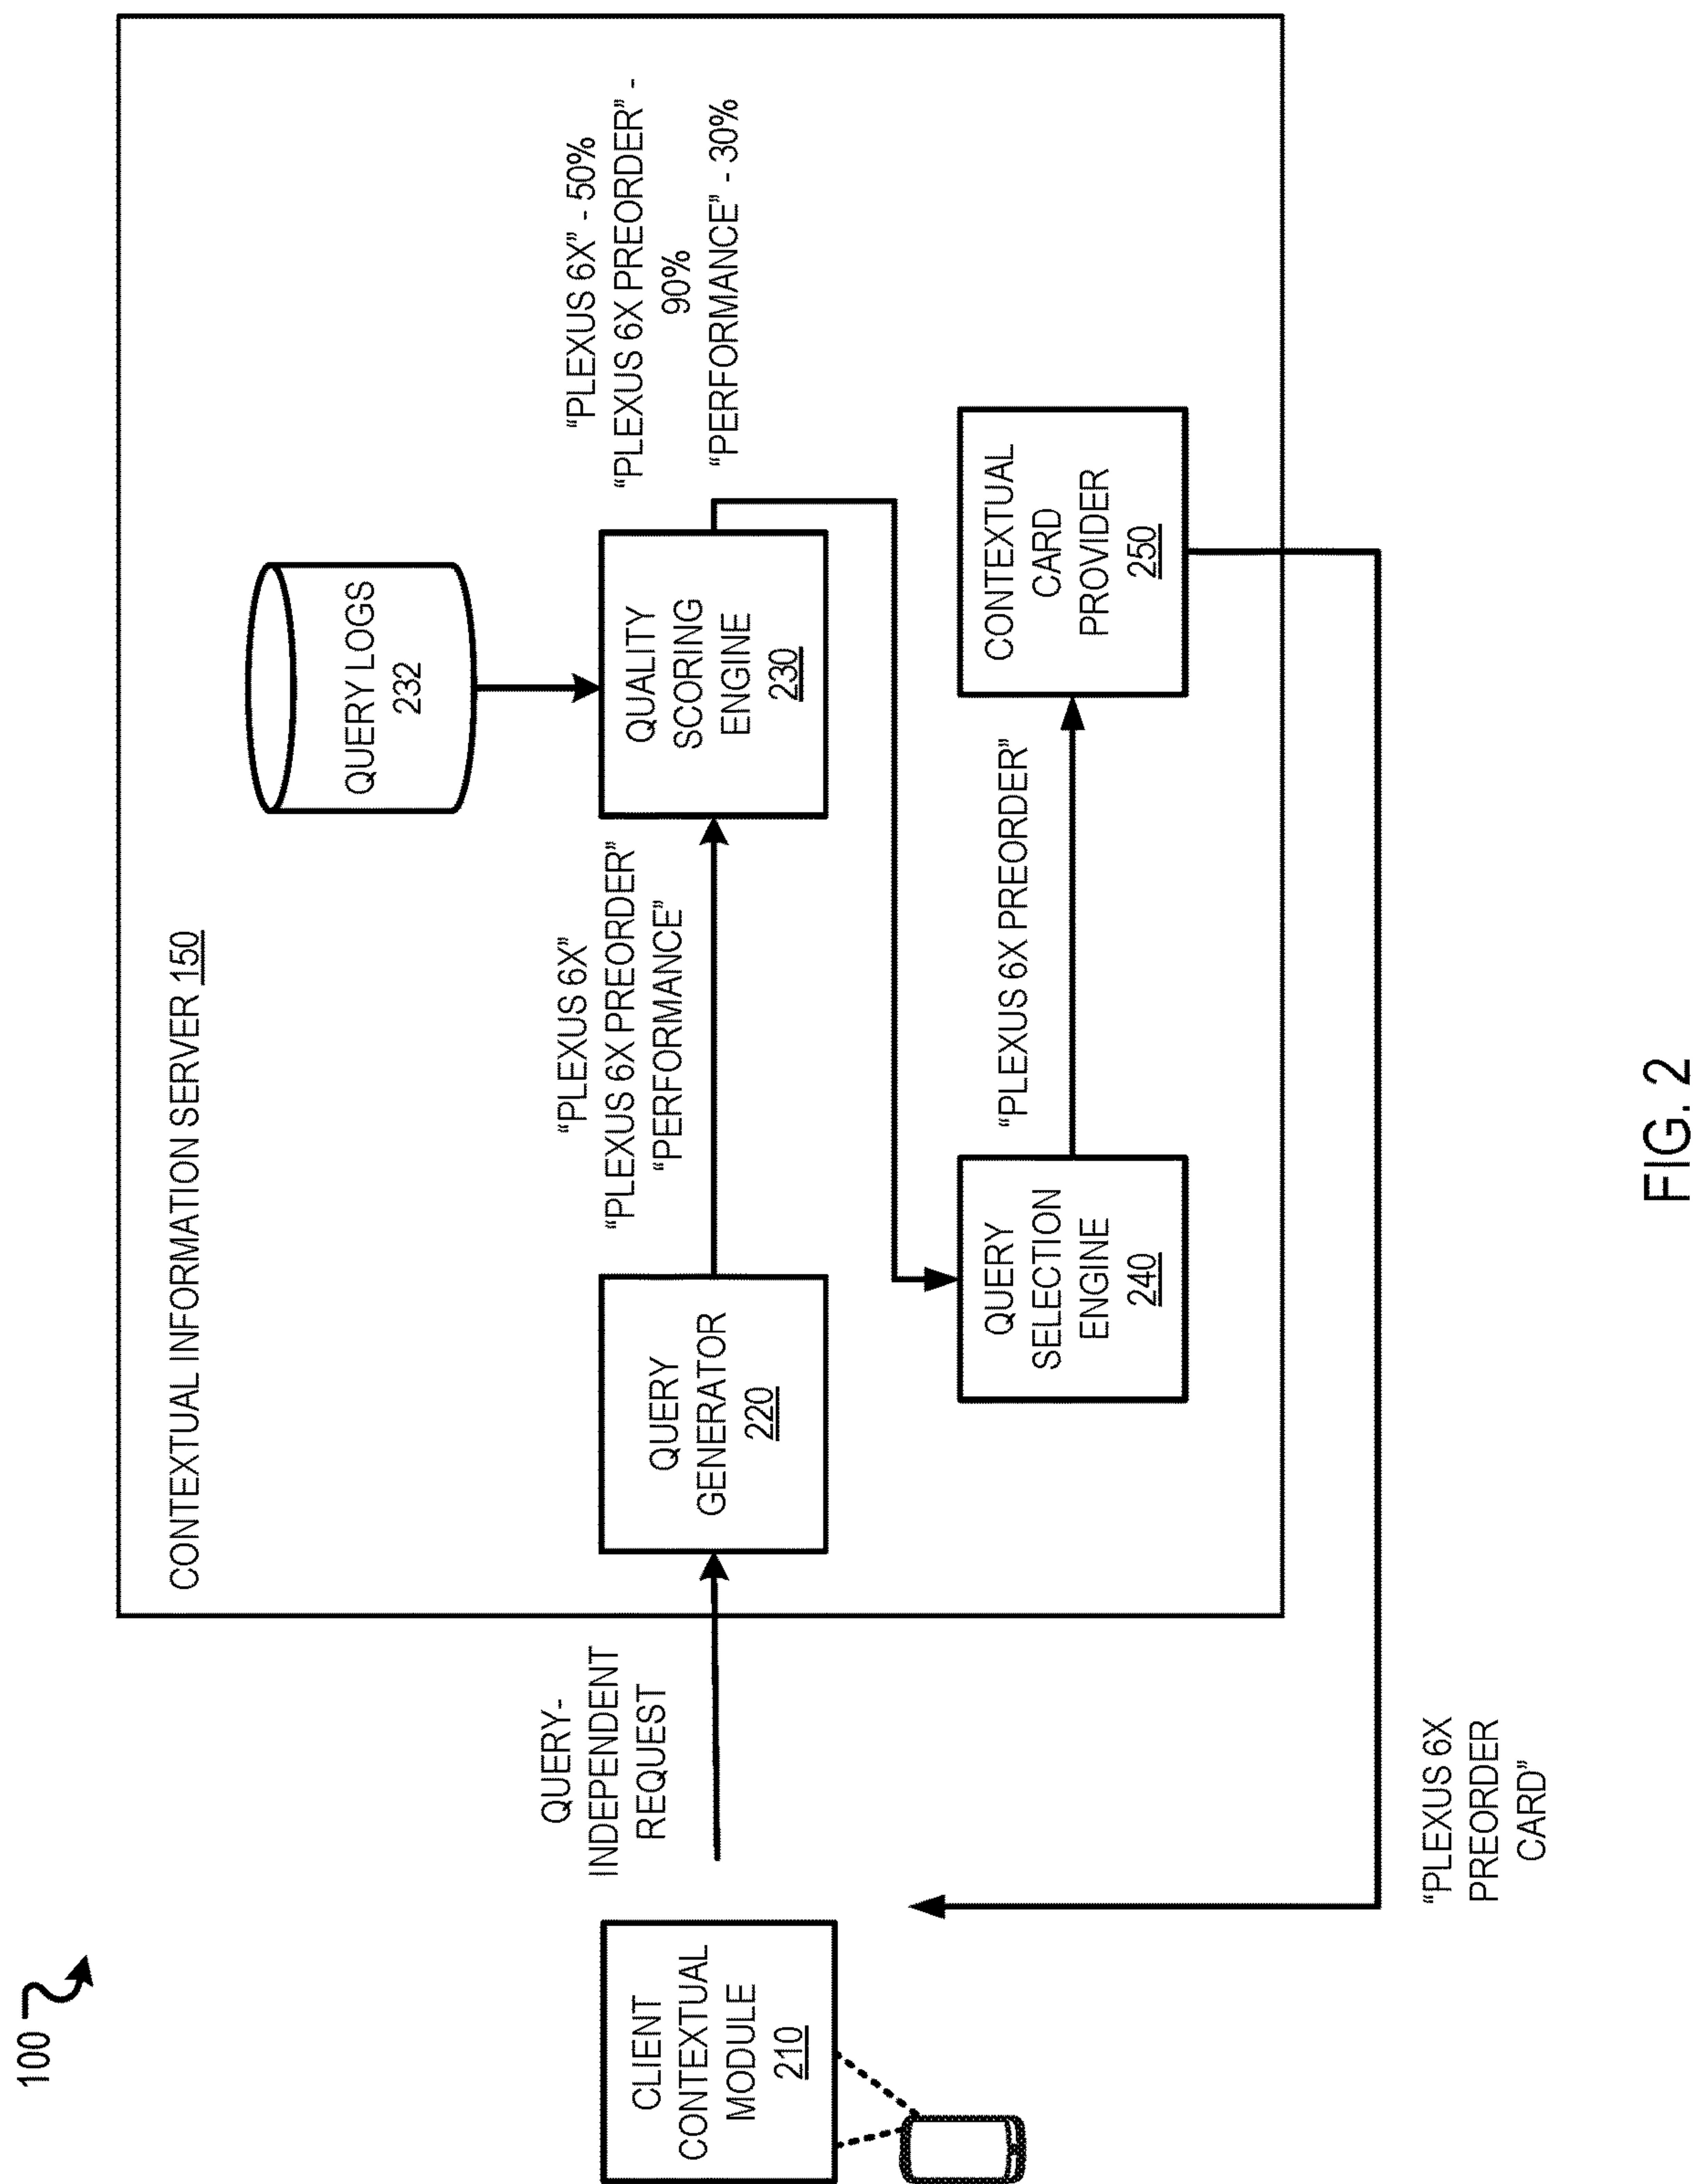 100
CONTEXTUAL INFORMATION SERVER 150
QUERY LOGS
232
CLIENT
CONTEXTUAL
MODULE
210
QUERY-
INDEPENDENT
REQUEST
QUERY
GENERATOR
220
“PLEXUS 6X”
“PLEXUS 6X PREORDER”
“PERFORMANCE”
QUALITY
SCORING
ENGINE
230
“PLEXUS 6X” - 50%
“PLEXUS 6X PREORDER” -
90%
“PERFORMANCE” - 30%
QUERY
SELECTION
ENGINE
240
“PLEXUS 6X PREORDER”
CONTEXTUAL
CARD
PROVIDER
250
“PLEXUS 6X
PREORDER
CARD”
FIG. 2